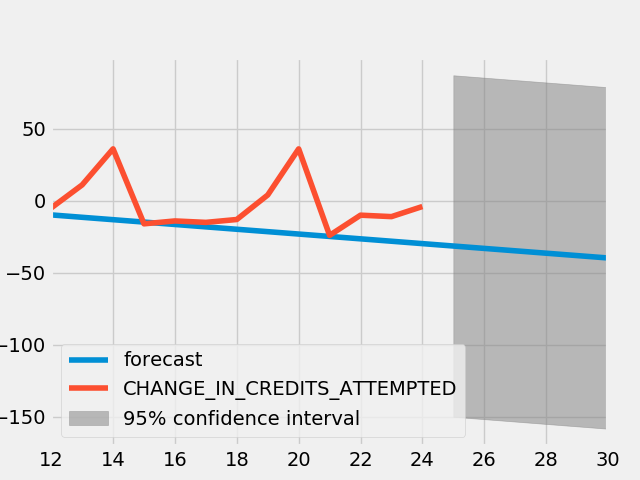 50
0
−50
−100
−150
forecast
CHANGE_IN_CREDITS_ATTEMPTED
95% confidence interval
12 14 16 18 20 22 24 26 28 30